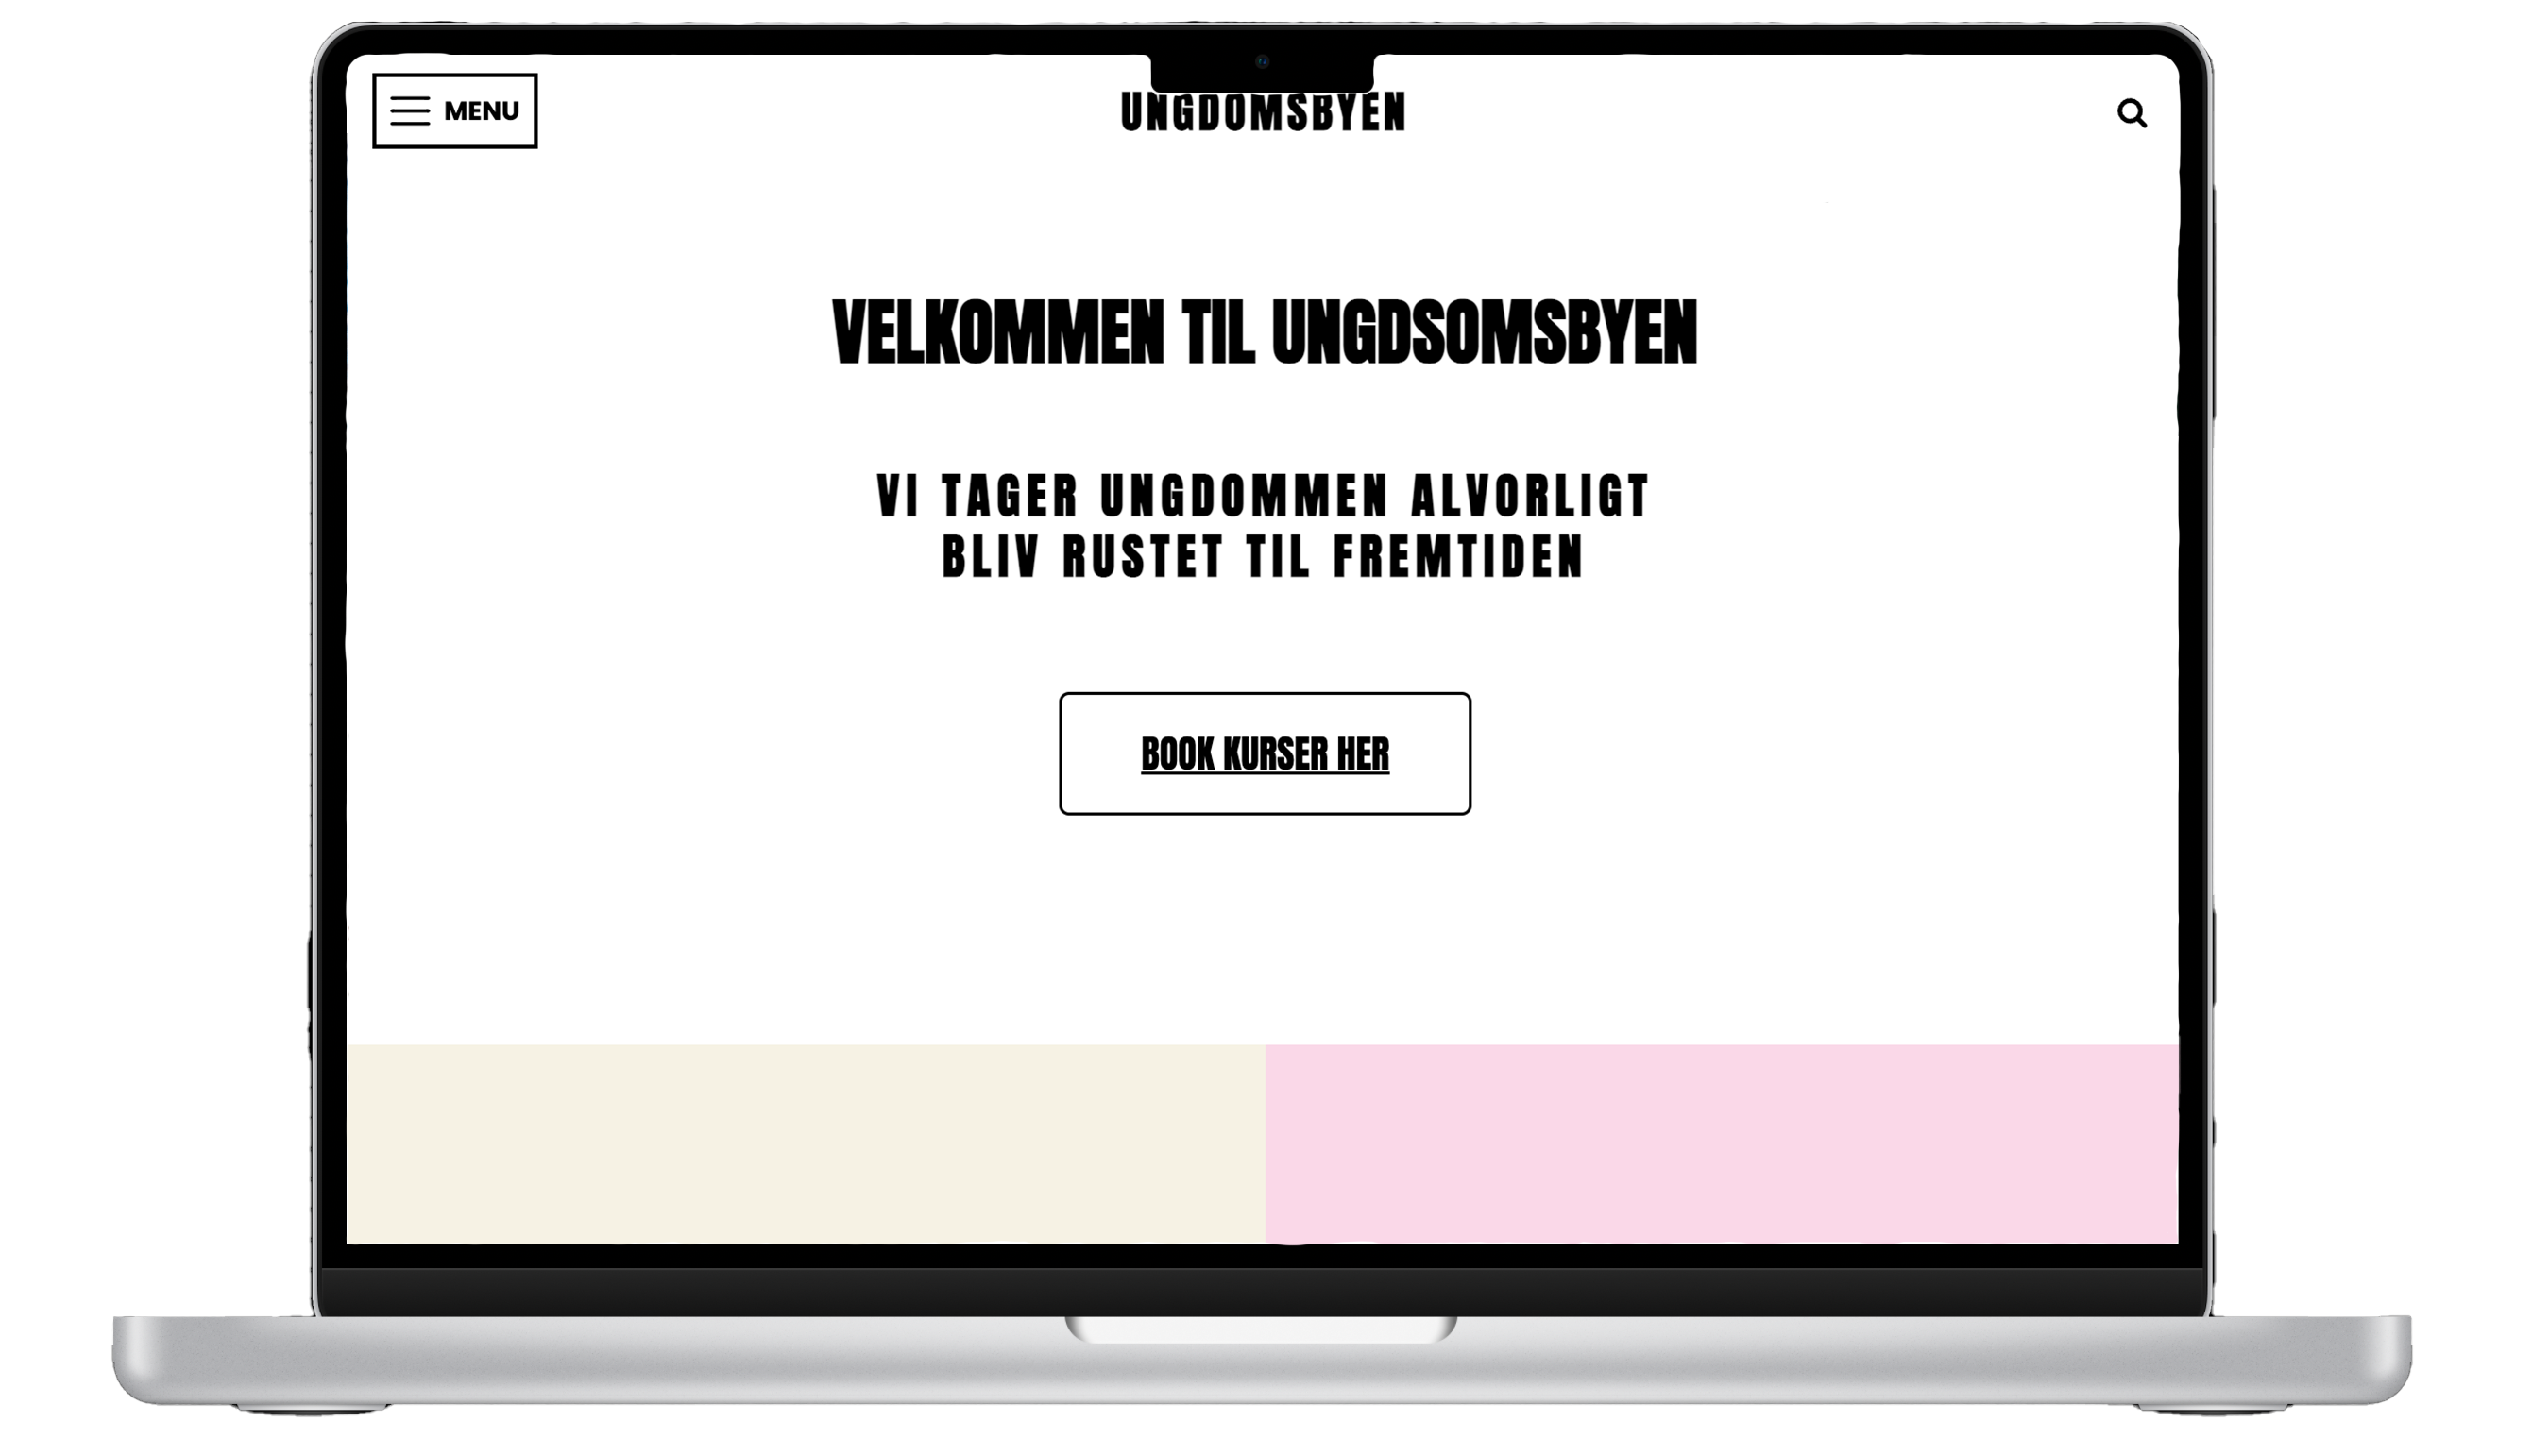 MENU
UNGDOMSBYEN
VELKOMMEN TIL UNGDSOMSBYEN
VI TAGER UNGDOMMEN ALVORLIGT
BLIV RUSTET TIL FREMTIDEN
BOOK KURSER HER